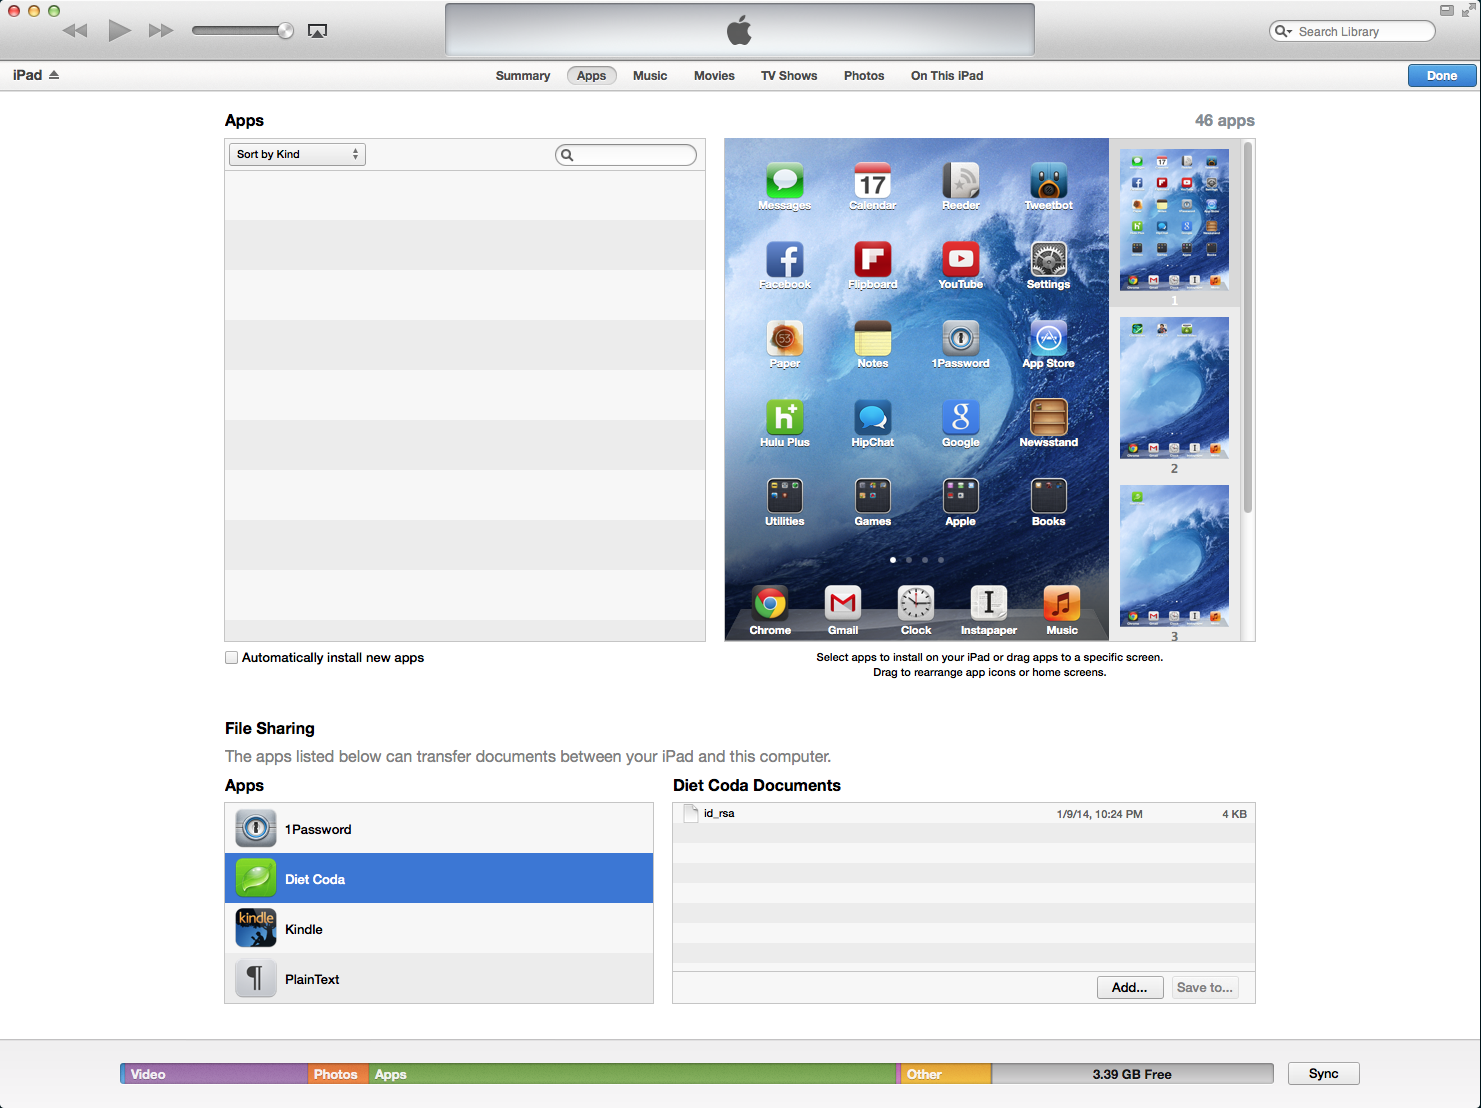 Search Library
iPad
Summary Apps Music Movies TV Shows Photos On This iPad
Done
Apps
46 apps
Sort by Kind
Messages Calendar Reeder Tweetbot
17
Facebook Flipboard YouTube Settings
53
Paper Notes 1Password App Store
Hulu Plus HipChat Google Newsstand
Utilities Games Apple Books
Chrome Gmail Clock Instapaper Music
1
2
3
Automatically install new apps
Select apps to install on your iPad or drag apps to a specific screen.
Drag to rearrange app icons or home screens.
File Sharing
The apps listed below can transfer documents between your iPad and this computer.
Apps
1Password
Diet Coda
kindle
Kindle
PlainText
Diet Coda Documents
id_rsa 1/9/14, 10:24 PM 4 KB
Add... Save to...
Video Photos Apps Other 3.39 GB Free
Sync